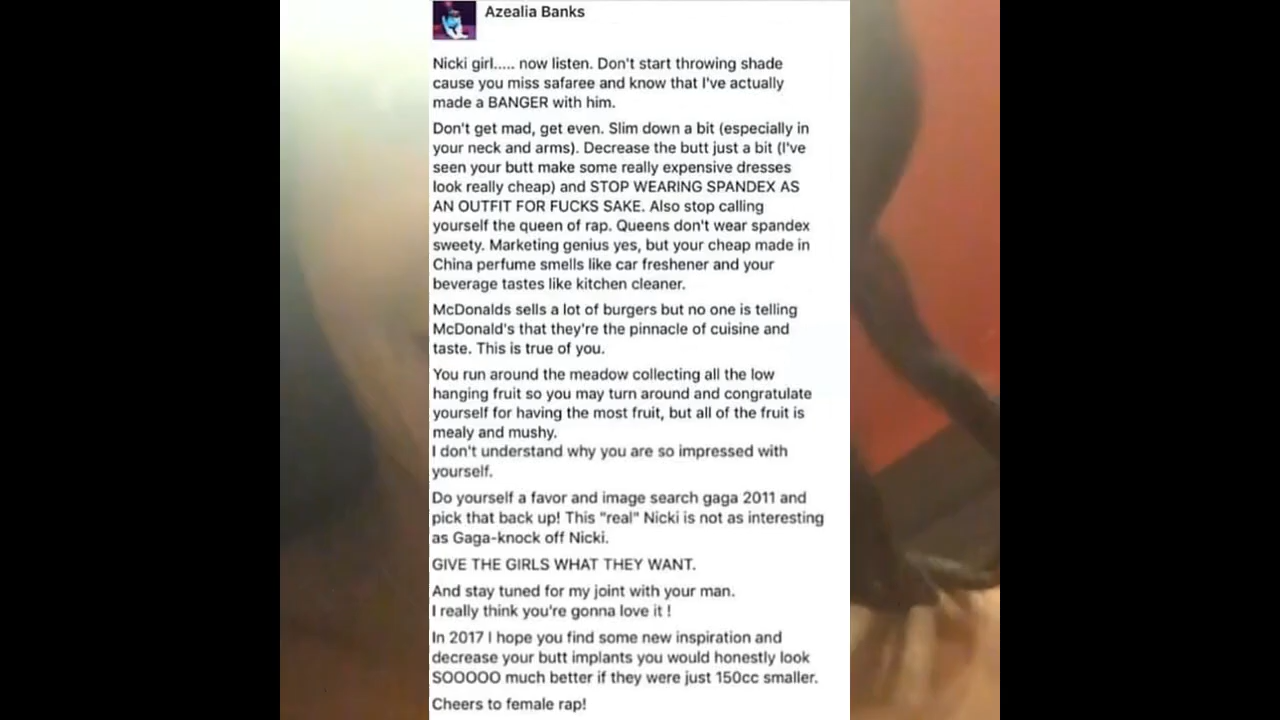 Azealia Banks
Nicki girl..... now listen. Don't start throwing shade
cause you miss safaree and know that I've actually
made a BANGER with him.
Don't get mad, get even. Slim down a bit (especially in
your neck and arms). Decrease the butt just a bit (I've
seen your butt make some really expensive dresses
look really cheap) and STOP WEARING SPANDEX AS
AN OUTFIT FOR FUCKS SAKE. Also stop calling
yourself the queen of rap. Queens don't wear spandex
sweety. Marketing genius yes, but your cheap made in
China perfume smells like car freshener and your
beverage tastes like kitchen cleaner.
McDonalds sells a lot of burgers but no one is telling
McDonald's that they're the pinnacle of cuisine and
taste. This is true of you.
You run around the meadow collecting all the low
hanging fruit so you may turn around and congratulate
yourself for having the most fruit, but all of the fruit is
mealy and mushy.
I don't understand why you are so impressed with
yourself.
Do yourself a favor and image search gaga 2011 and
pick that back up! This "real" Nicki is not as interesting
as Gaga-knock off Nicki.
GIVE THE GIRLS WHAT THEY WANT.
And stay tuned for my joint with your man.
I really think you're gonna love it !
In 2017 I hope you find some new inspiration and
decrease your butt implants you would honestly look
SOOOOO much better if they were just 150cc smaller.
Cheers to female rap!